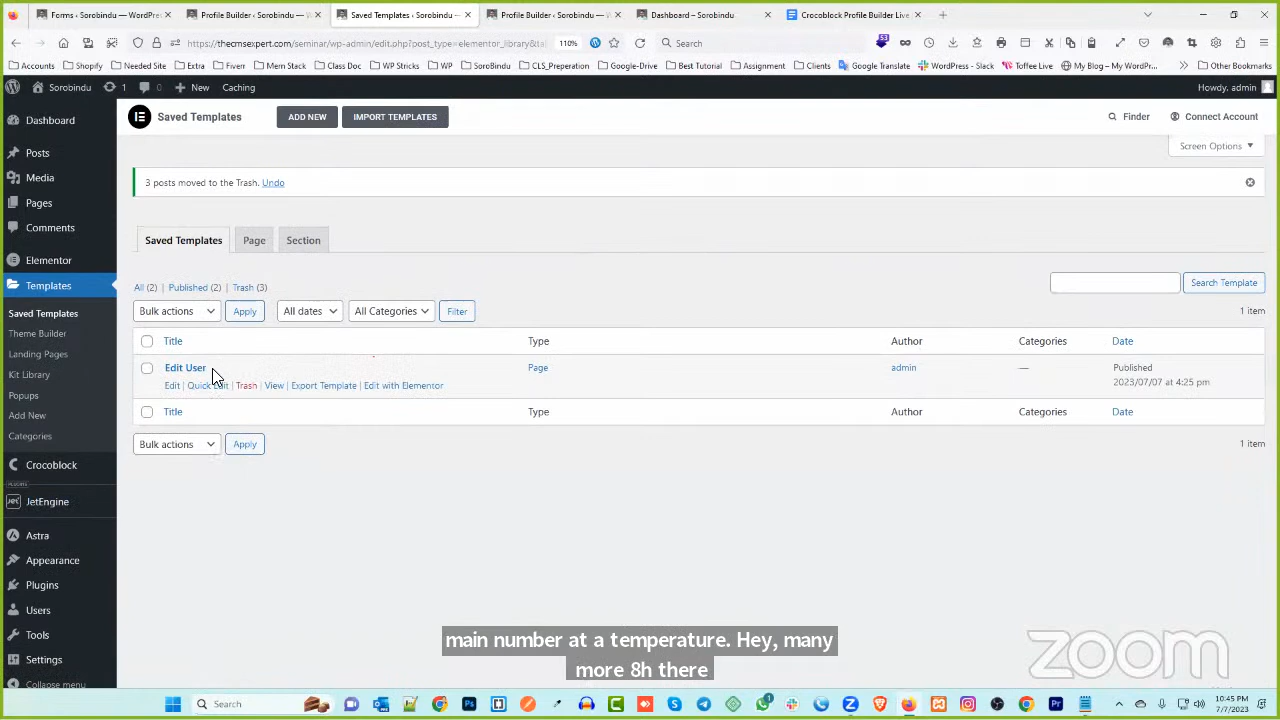 Forms ‹ Sorobindu — WordPr
Profile Builder ‹ Sorobindu — W
Saved Templates ‹ Sorobindu —
Profile Builder ‹ Sorobindu — W
Dashboard – Sorobindu
Crocoblock Profile Builder Live
https://thecmsexpert.com/seminar/wp-admin/edit.php?post_type=elementor_library&ta
110%
Search
53
Accounts
Shopify
Needed Site
Extra
Fiverr
Mern Stack
Class Doc
WP Stricks
WP
SoroBindu
CLS_Preperation
Google-Drive
Best Tutorial
Assignment
Clients
Google Translate
WordPress - Slack
Toffee Live
My Blog – My WordPr...
Other Bookmarks
Sorobindu
1
0
New
Caching
Howdy, admin
Dashboard
Posts
Media
Pages
Comments
Elementor
Templates
Saved Templates
Theme Builder
Landing Pages
Kit Library
Popups
Add New
Categories
Crocoblock
PLUGINS
JetEngine
Astra
Appearance
Plugins
Users
Tools
Settings
Collapse menu
Saved Templates
ADD NEW
IMPORT TEMPLATES
Finder
Connect Account
Screen Options
3 posts moved to the Trash. Undo
Saved Templates
Page
Section
All (2) | Published (2) | Trash (3)
Search Template
Bulk actions
Apply
All dates
All Categories
Filter
1 item
Title
Type
Author
Categories
Date
Edit User
Page
admin
—
Published
2023/07/07 at 4:25 pm
Edit | Quick Edit | Trash | View | Export Template | Edit with Elementor
Title
Type
Author
Categories
Date
Bulk actions
Apply
1 item
main number at a temperature. Hey, many
more 8h there
zoom
Search
10:45 PM
7/7/2023